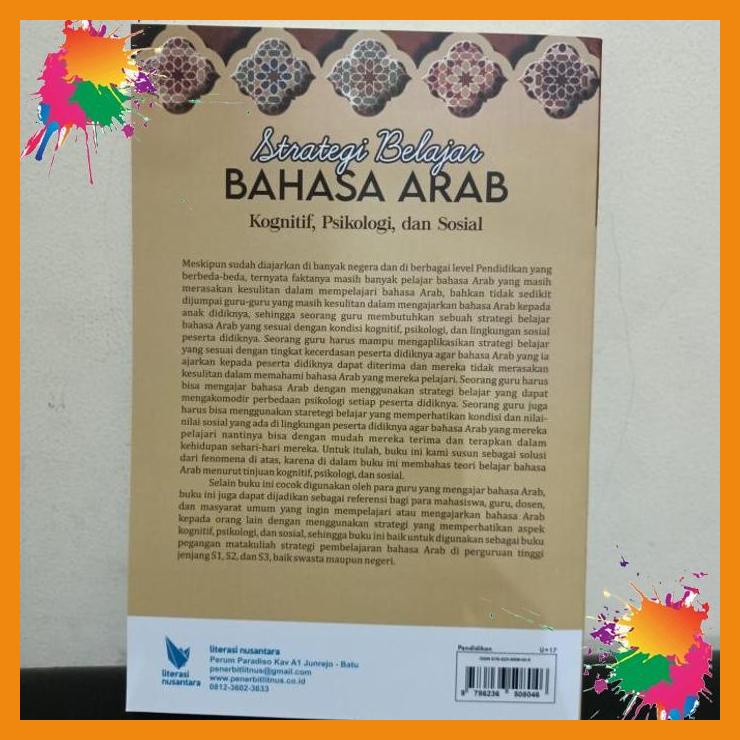 Strategi Belajar
BAHASA ARAB
Kognitif, Psikologi, dan Sosial
Meskipun sudah diajarkan di banyak negera dan di berbagai level Pendidikan yang
berbeda-beda, ternyata faktanya masih banyak pelajar bahasa Arab yang masih
merasakan kesulitan dalam mempelajari bahasa Arab, bahkan tidak sedikit
dijumpai guru-guru yang masih kesulitan dalam mengajarkan bahasa Arab kepada
anak didiknya, sehingga seorang guru membutuhkan sebuah strategi belajar
bahasa Arab yang sesuai dengan kondisi kognitif, psikologi, dan lingkungan sosial
peserta didiknya. Seorang guru harus mampu mengaplikasikan strategi belajar
yang sesuai dengan tingkat kecerdasan peserta didiknya agar bahasa Arab yang ia
ajarkan kepada peserta didiknya dapat diterima dan mereka tidak merasakan
kesulitan dalam memahami bahasa Arab yang mereka pelajari. Seorang guru harus
bisa mengajar bahasa Arab dengan menggunakan strategi belajar yang dapat
mengakomodir perbedaan psikologi setiap peserta didiknya. Seorang guru juga
harus bisa menggunakan staretegi belajar yang memperhatikan kondisi dan nilai-
nilai sosial yang ada di lingkungan peserta didiknya agar bahasa Arab yang mereka
pelajari nantinya bisa dengan mudah mereka terima dan terapkan dalam
kehidupan sehari-hari mereka. Untuk itulah, buku ini kami susun sebagai solusi
dari fenomena di atas, karena di dalam buku ini membahas teori belajar bahasa
Arab menurut tinjuan kognitif, psikologi, dan sosial.
Selain buku ini cocok digunakan oleh para guru yang mengajar bahasa Arab,
buku ini juga dapat dijadikan sebagai referensi bagi para mahasiswa, guru, dosen,
dan masyarat umum yang ingin mempelajari atau mengajarkan bahasa Arab
kepada orang lain dengan menggunakan strategi yang memperhatikan aspek
kognitif, psikologi, dan sosial, sehingga buku ini baik untuk digunakan sebagai buku
pegangan matakuliah strategi pembelajaran bahasa Arab di perguruan tinggi
jenjang S1, S2, dan S3, baik swasta maupun negeri.
literasi
nusantara
literasi nusantara
Perum Paradiso Kav A1 Junrejo - Batu
penerbitlitnus@gmail.com
www.penerbitlitnus.co.id
0812-3602-3633
Pendidikan
U+17
9 786236 508046